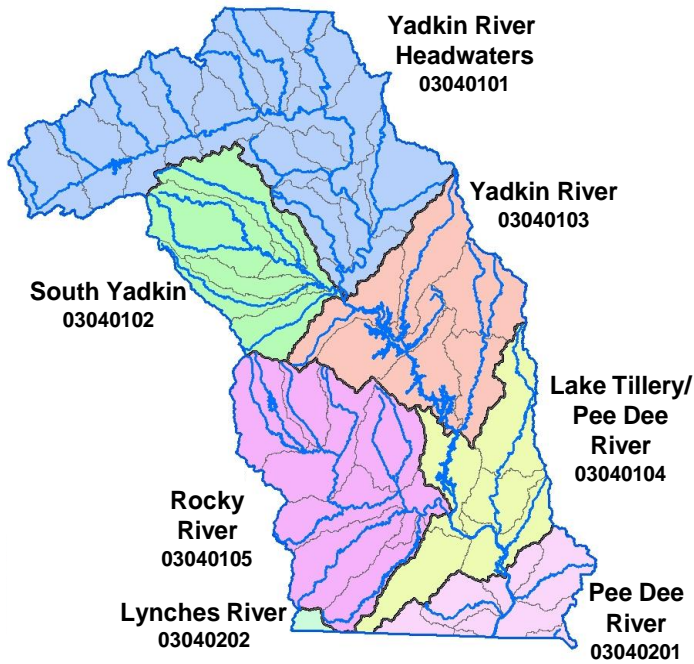 Yadkin River
Headwaters
03040101
Yadkin River
03040103
South Yadkin
03040102
Lake Tillery/
Pee Dee
River
03040104
Rocky
River
03040105
Lynches River
03040202
Pee Dee
River
03040201